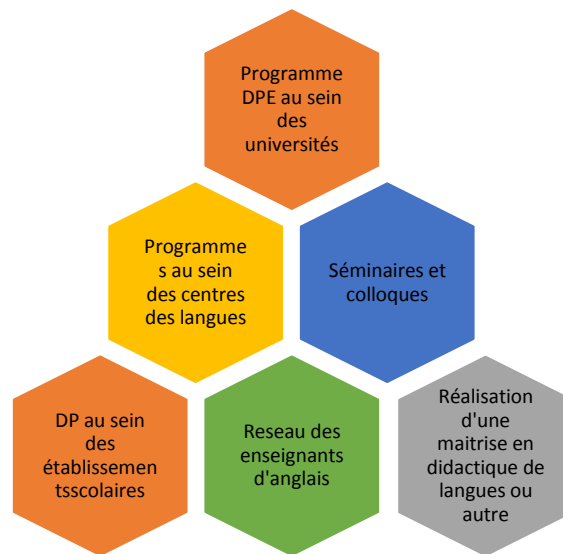 Programme
DPE au sein
des
universités
Programme
s au sein
des centres
des langues
Séminaires et
colloques
DP au sein
des
établissemen
tsscolaires
Reseau des
enseignants
d'anglais
Réalisation
d'une
maitrise en
didactique de
langues ou
autre